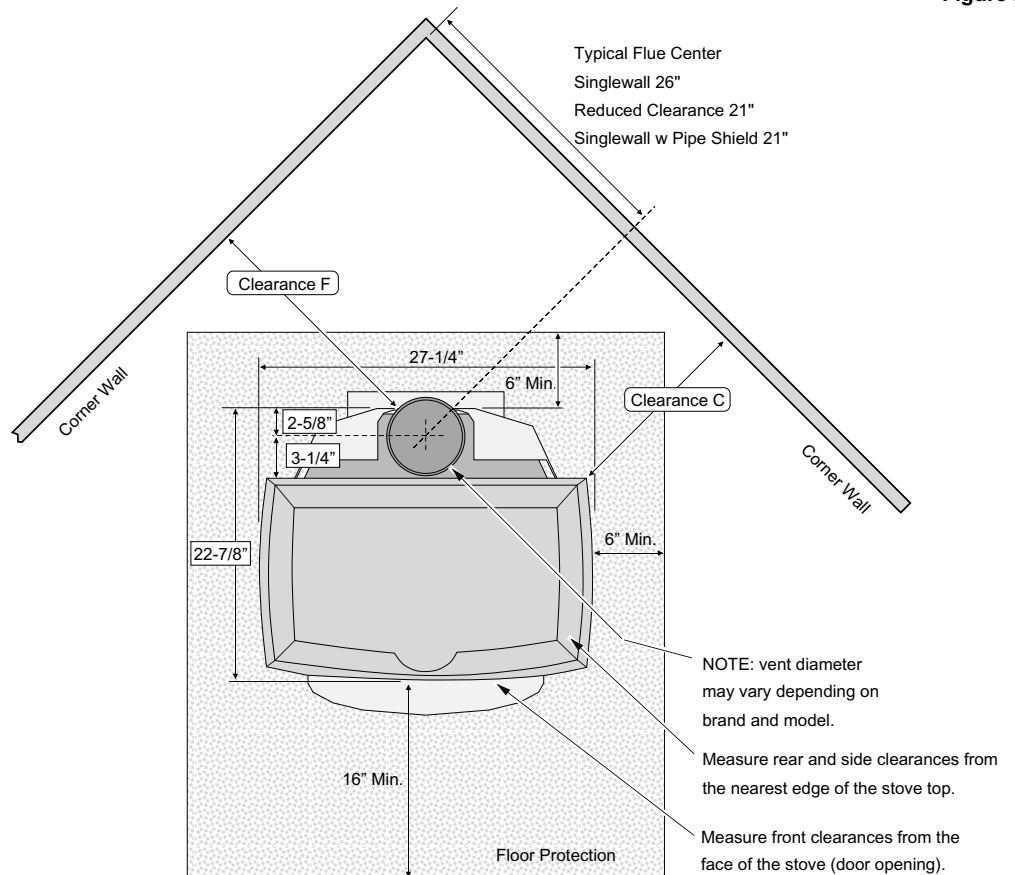 Figure
Typical Flue Center
Singlewall 26"
Reduced Clearance 21"
Singlewall w Pipe Shield 21"
Clearance F
27-1/4”
6” Min.
Clearance C
Corner Wall
2-5/8”
3-1/4”
Corner Wall
22-7/8”
6” Min.
NOTE: vent diameter
may vary depending on
brand and model.
Measure rear and side clearances from
the nearest edge of the stove top.
16” Min.
Measure front clearances from the
face of the stove (door opening).
Floor Protection